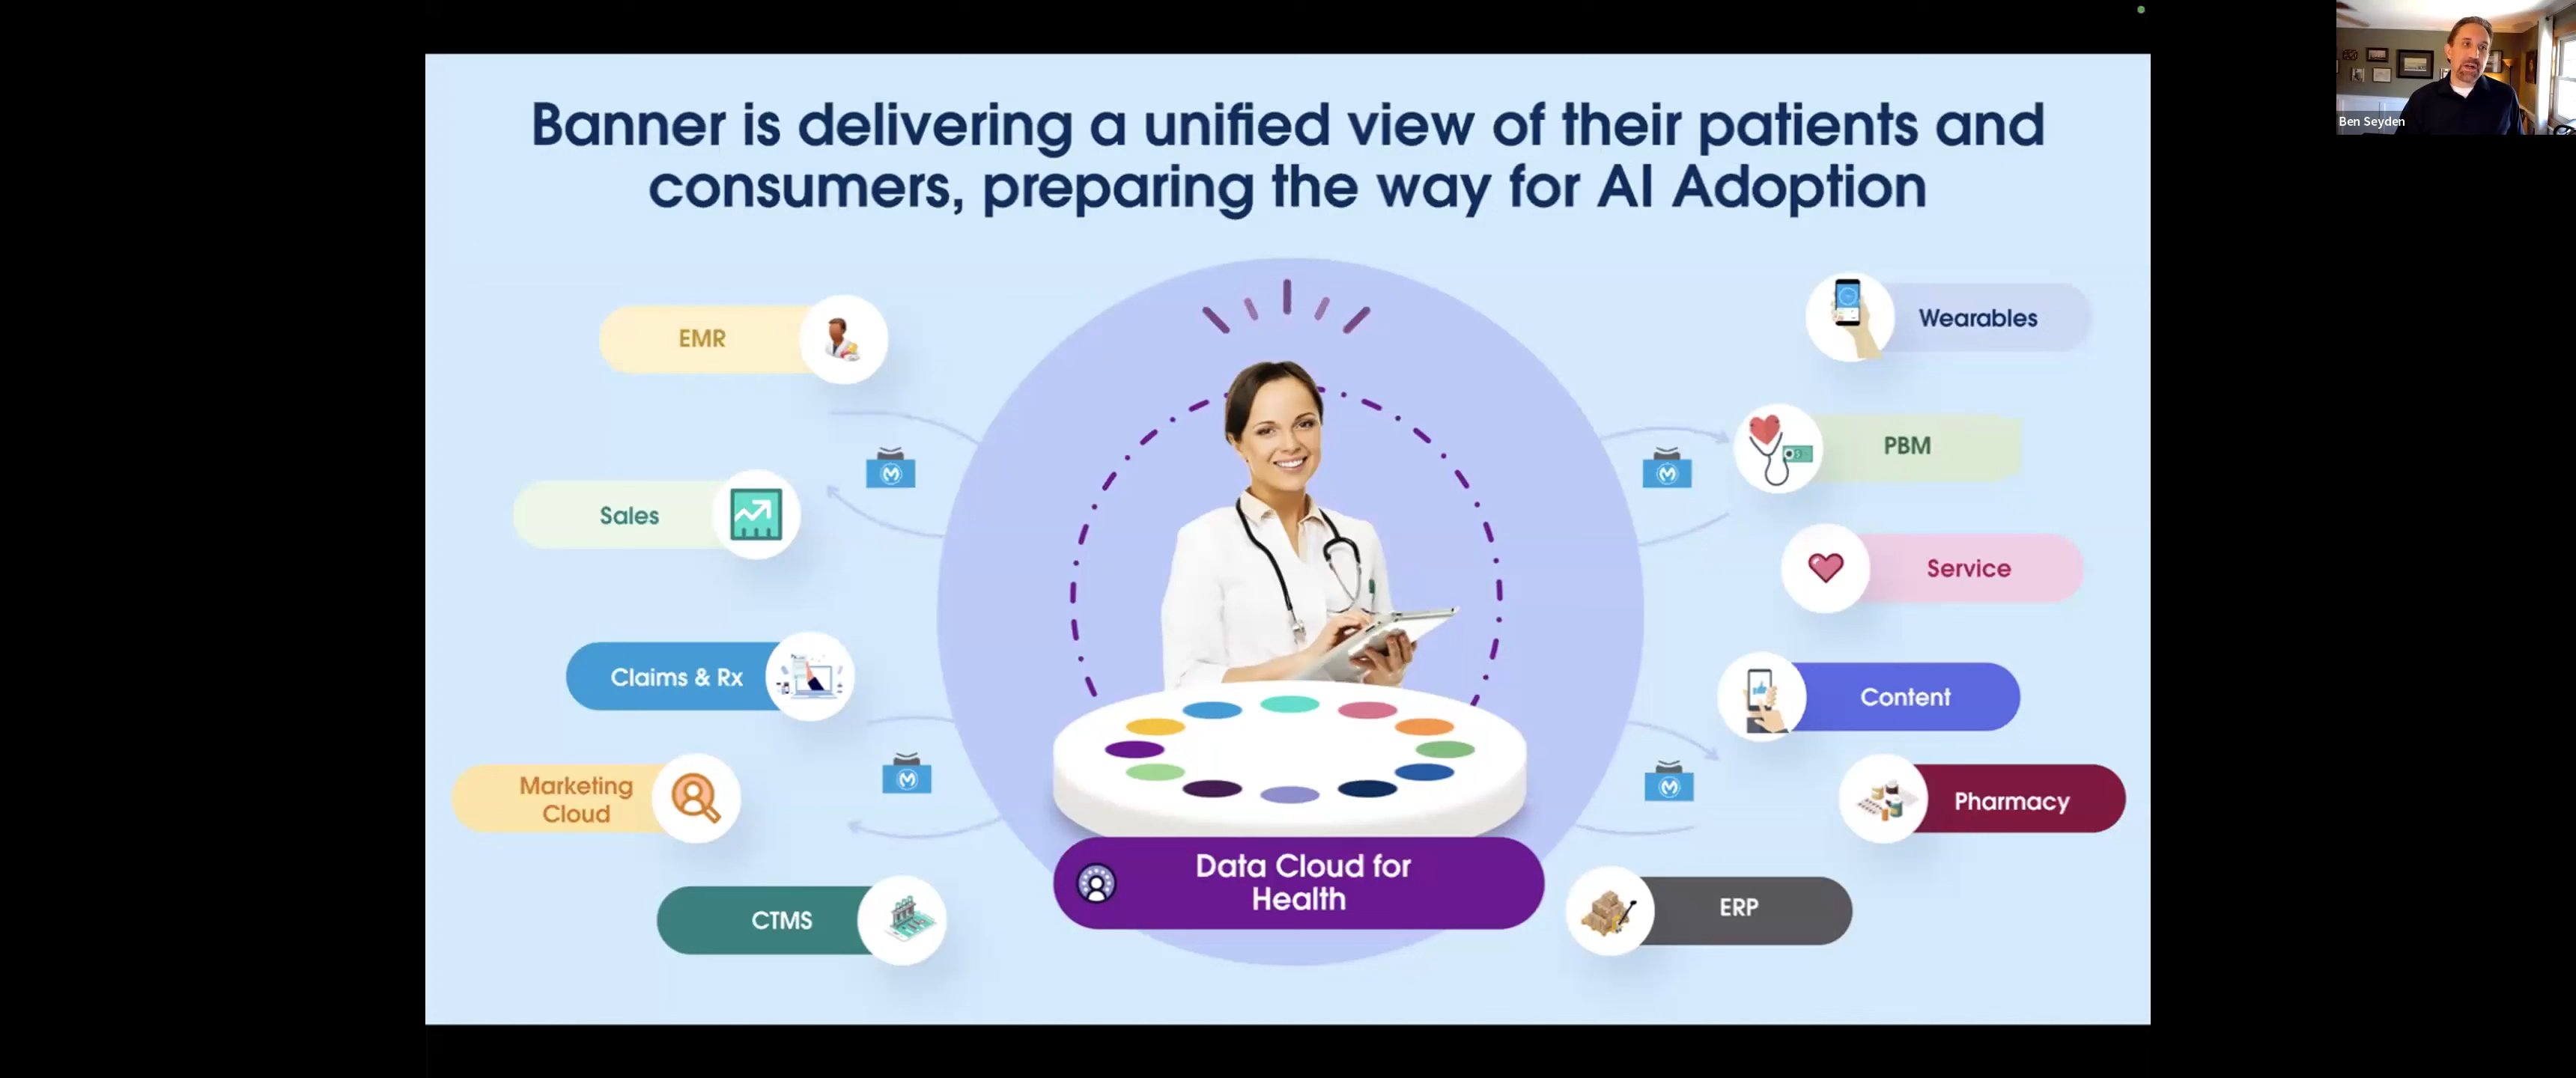 Banner is delivering a unified view of their patients and
consumers, preparing the way for AI Adoption
Ben Seyden
EMR
Sales
Claims & Rx
Marketing
Cloud
CTMS
Data Cloud for
Health
Wearables
PBM
Service
Content
Pharmacy
ERP